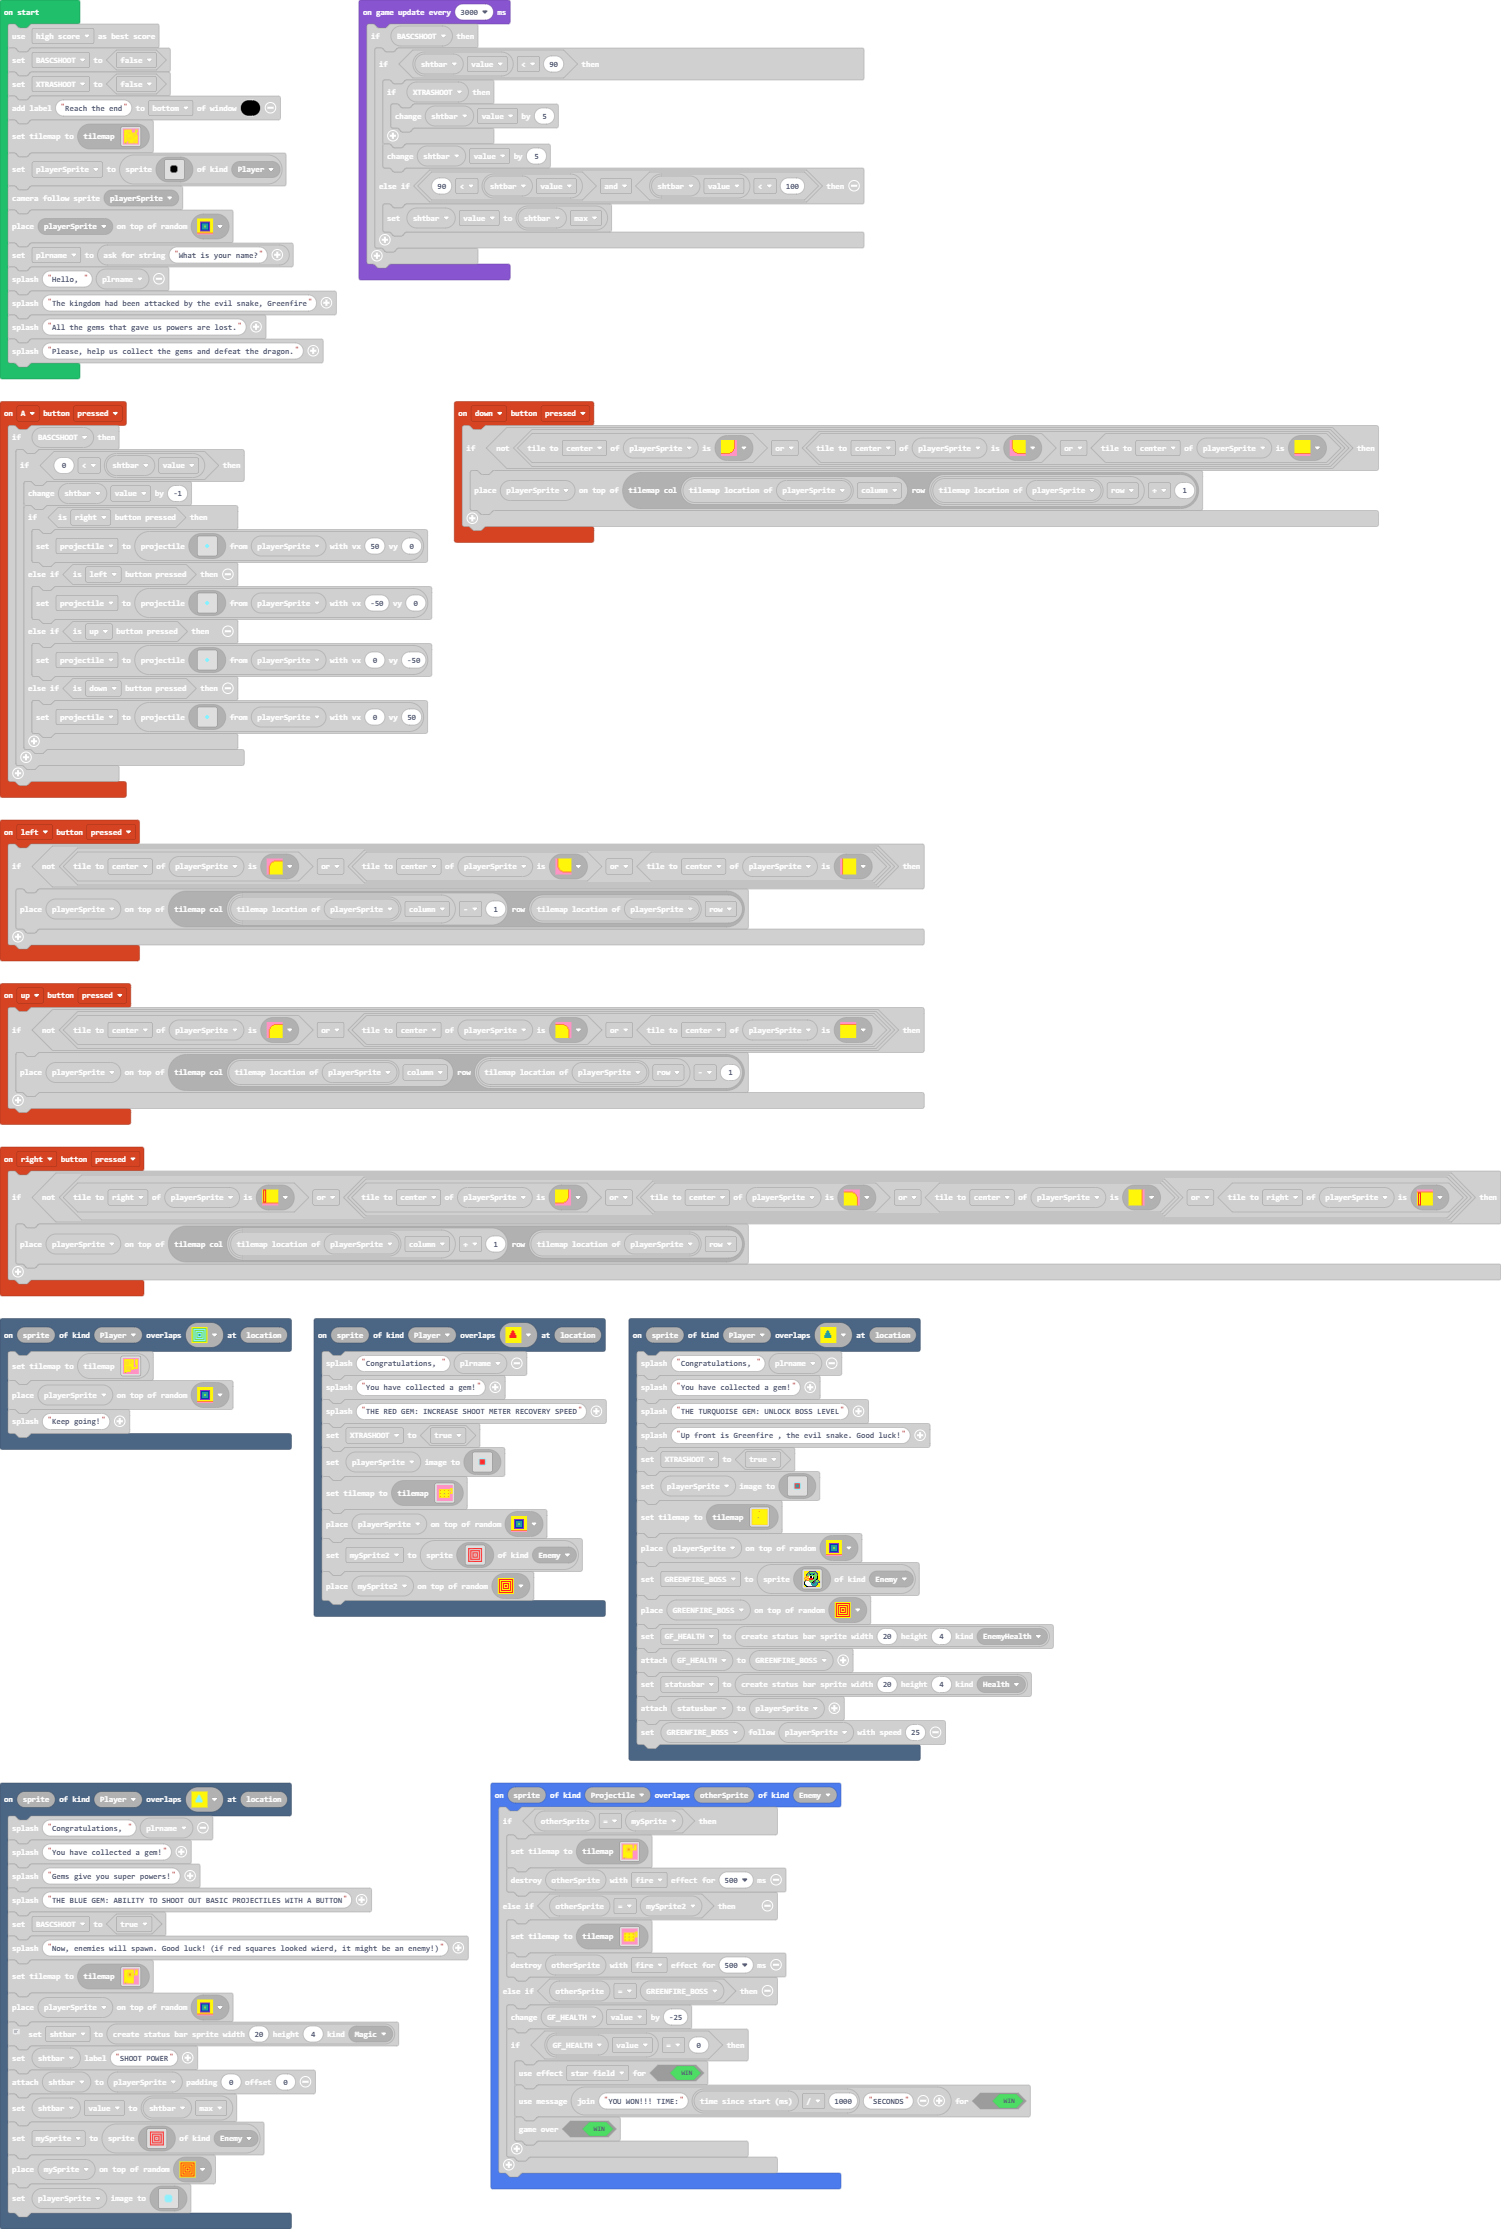 on start
use high score as best score
set BASCSHOOT to false
set XTRASHOOT to false
add label "Reach the end" to bottom of window
set tilemap to tilemap
set playerSprite to sprite of kind Player
camera follow sprite playerSprite
place playerSprite on top of random
set plrname to ask for string "What is your name?"
splash "Hello, " plrname
splash "The kingdom had been attacked by the evil snake, Greenfire"
splash "All the gems that gave us powers are lost."
splash "Please, help us collect the gems and defeat the dragon."
on game update every 3000 ms
if BASCSHOOT then
if shtbar value < 90 then
if XTRASHOOT then
change shtbar value by 5
change shtbar value by 5
else if 90 < shtbar value and shtbar value < 100 then
set shtbar value to shtbar max
on A button pressed
if BASCSHOOT then
if 0 < shtbar value then
change shtbar value by -1
if is right button pressed then
set projectile to projectile from playerSprite with vx 50 vy 0
else if is left button pressed then
set projectile to projectile from playerSprite with vx -50 vy 0
else if is up button pressed then
set projectile to projectile from playerSprite with vx 0 vy -50
else if is down button pressed then
set projectile to projectile from playerSprite with vx 0 vy 50
on down button pressed
if not tile to center of playerSprite is or tile to center of playerSprite is or tile to center of playerSprite is then
place playerSprite on top of tilemap col tilemap location of playerSprite column row tilemap location of playerSprite row + 1
on left button pressed
if not tile to center of playerSprite is or tile to center of playerSprite is or tile to center of playerSprite is then
place playerSprite on top of tilemap col tilemap location of playerSprite column - 1 row tilemap location of playerSprite row
on up button pressed
if not tile to center of playerSprite is or tile to center of playerSprite is or tile to center of playerSprite is then
place playerSprite on top of tilemap col tilemap location of playerSprite column row tilemap location of playerSprite row - 1
on right button pressed
if not tile to right of playerSprite is or tile to center of playerSprite is or tile to center of playerSprite is or tile to center of playerSprite is or tile to right of playerSprite is then
place playerSprite on top of tilemap col tilemap location of playerSprite column + 1 row tilemap location of playerSprite row
on sprite of kind Player overlaps at location
set tilemap to tilemap
place playerSprite on top of random
splash "Keep going!"
on sprite of kind Player overlaps at location
splash "Congratulations, " plrname
splash "You have collected a gem!"
splash "THE RED GEM: INCREASE SHOOT METER RECOVERY SPEED"
set XTRASHOOT to true
set playerSprite image to
set tilemap to tilemap
place playerSprite on top of random
set mySprite2 to sprite of kind Enemy
place mySprite2 on top of random
on sprite of kind Player overlaps at location
splash "Congratulations, " plrname
splash "You have collected a gem!"
splash "THE TURQUOISE GEM: UNLOCK BOSS LEVEL"
splash "Up front is Greenfire , the evil snake. Good luck!"
set XTRASHOOT to true
set playerSprite image to
set tilemap to tilemap
place playerSprite on top of random
set GREENFIRE_BOSS to sprite of kind Enemy
place GREENFIRE_BOSS on top of random
set GF_HEALTH to create status bar sprite width 20 height 4 kind EnemyHealth
attach GF_HEALTH to GREENFIRE_BOSS
set statusbar to create status bar sprite width 20 height 4 kind Health
attach statusbar to playerSprite
set GREENFIRE_BOSS follow playerSprite with speed 25
on sprite of kind Player overlaps at location
splash "Congratulations, " plrname
splash "You have collected a gem!"
splash "Gems give you super powers!"
splash "THE BLUE GEM: ABILITY TO SHOOT OUT BASIC PROJECTILES WITH A BUTTON"
set BASCSHOOT to true
splash "Now, enemies will spawn. Good luck! (if red squares looked wierd, it might be an enemy!)"
set tilemap to tilemap
place playerSprite on top of random
set shtbar to create status bar sprite width 20 height 4 kind Magic
set shtbar label "SHOOT POWER"
attach shtbar to playerSprite padding 0 offset 0
set shtbar value to shtbar max
set mySprite to sprite of kind Enemy
place mySprite on top of random
set playerSprite image to
on sprite of kind Projectile overlaps otherSprite of kind Enemy
if otherSprite = mySprite then
set tilemap to tilemap
destroy otherSprite with fire effect for 500 ms
else if otherSprite = mySprite2 then
set tilemap to tilemap
destroy otherSprite with fire effect for 500 ms
else if otherSprite = GREENFIRE_BOSS then
change GF_HEALTH value by -25
if GF_HEALTH value = 0 then
use effect star field for WIN
use message join "YOU WON!!! TIME:" time since start (ms) / 1000 "SECONDS" for WIN
game over WIN